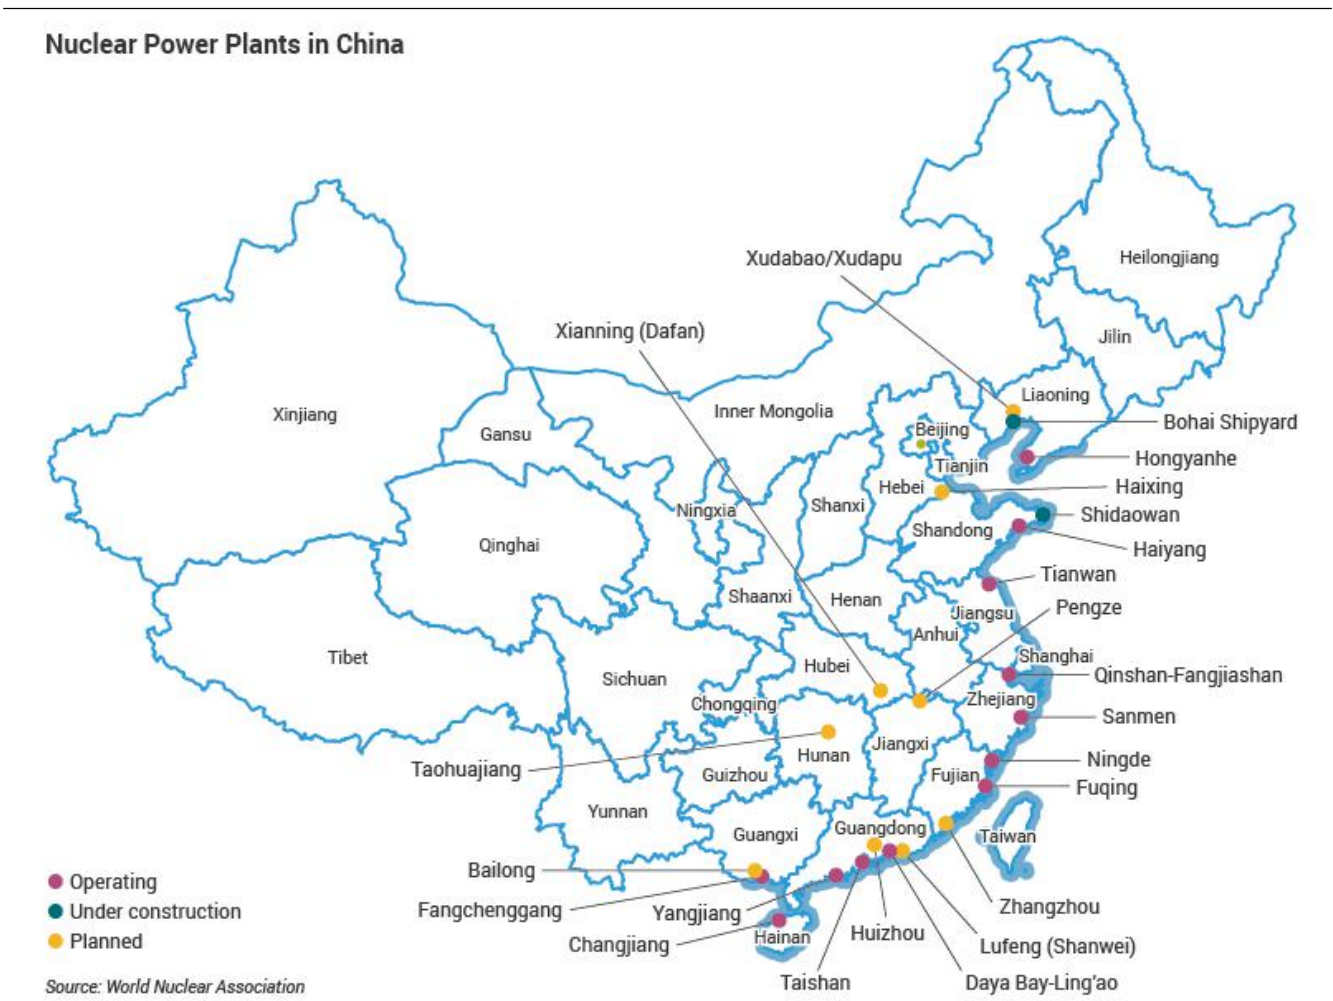 Nuclear Power Plants in China
Xudabao/Xudapu
Heilongjiang
Xianning (Dafan)
Jilin
Liaoning
Xinjiang
Inner Mongolia
Bohai Shipyard
Gansu
Beijing
Hongyanhe
Tianjin
Haixing
Hebei
Shanxi
Ningxia
Shidaowan
Shandong
Qinghai
Haiyang
Tianwan
Shaanxi
Henan
Pengze
Jiangsu
Anhui
Tibet
Shanghai
Hubei
Qinshan-Fangjiashan
Sichuan
Zhejiang
Chongqing
Sanmen
Jiangxi
Hunan
Ningde
Taohuajiang
Guizhou
Fujian
Fuqing
Yunnan
Guangdong
Guangxi
Taiwan
Bailong
Operating
Fangchenggang
Yangjiang
Zhangzhou
Under construction
Huizhou
Hainan
Planned
Changjiang
Lufeng (Shanwei)
Taishan
Daya Bay-Ling'ao
Source: World Nuclear Association